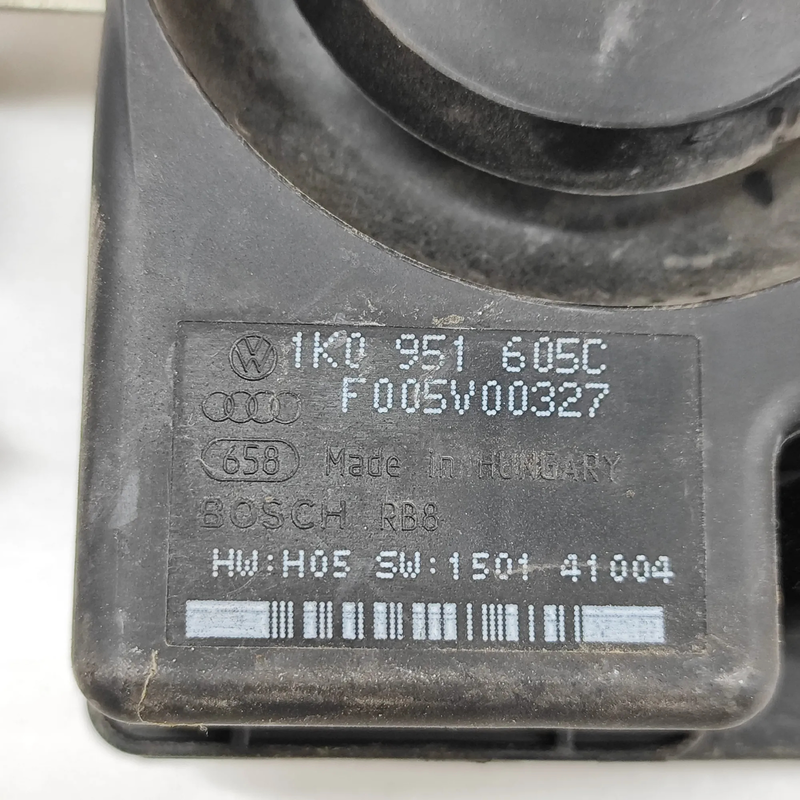 1K0 951 605C
F005V00327
658 Made in HUNGARY
BOSCH RB8
HW:H05 SW:1501 41004